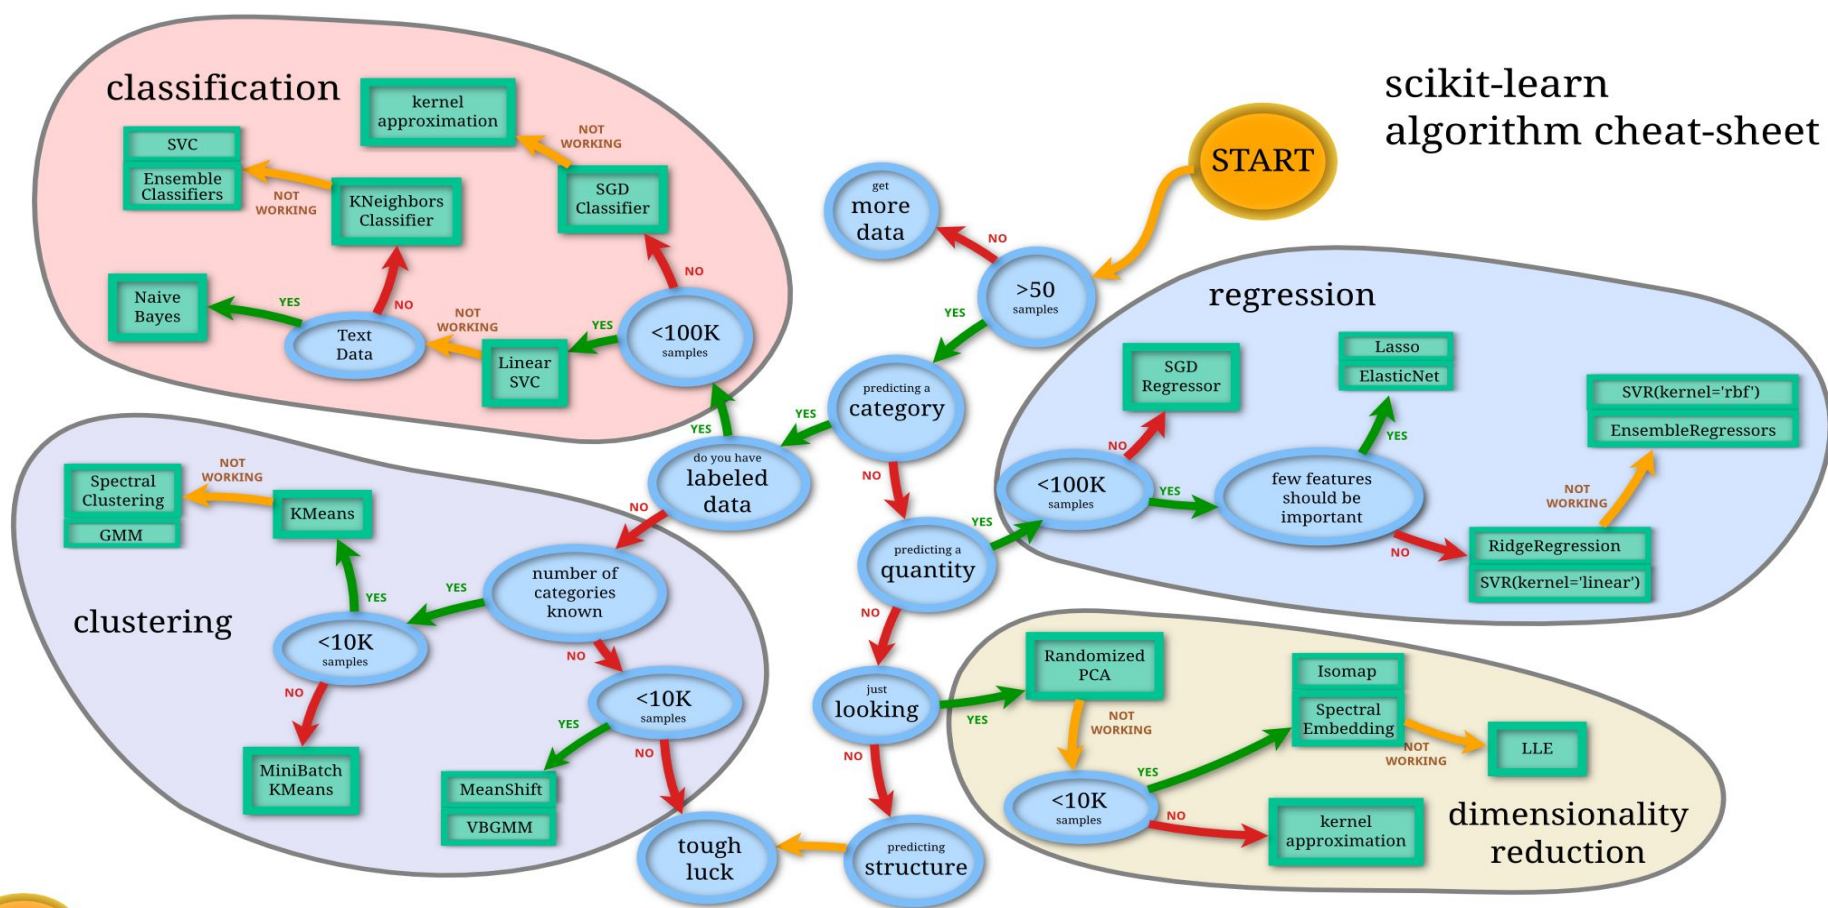 scikit-learn
algorithm cheat-sheet
START
>50
samples
NO
get
more
data
YES
predicting a
category
YES
do you have
labeled
data
YES
<100K
samples
NO
SGD
Classifier
NOT
WORKING
kernel
approximation
YES
Linear
SVC
NOT
WORKING
Text
Data
YES
Naive
Bayes
NO
KNeighbors
Classifier
NOT
WORKING
SVC
Ensemble
Classifiers
classification
NO
number of
categories
known
YES
<10K
samples
YES
KMeans
NOT
WORKING
Spectral
Clustering
GMM
NO
MiniBatch
KMeans
NO
<10K
samples
YES
MeanShift
VBGMM
NO
tough
luck
clustering
NO
predicting a
quantity
YES
<100K
samples
NO
SGD
Regressor
YES
few features
should be
important
YES
Lasso
ElasticNet
NO
RidgeRegression
SVR(kernel='linear')
NOT
WORKING
SVR(kernel='rbf')
EnsembleRegressors
regression
NO
just
looking
YES
Randomized
PCA
NOT
WORKING
<10K
samples
YES
Isomap
Spectral
Embedding
NOT
WORKING
LLE
NO
kernel
approximation
dimensionality
reduction
NO
predicting
structure